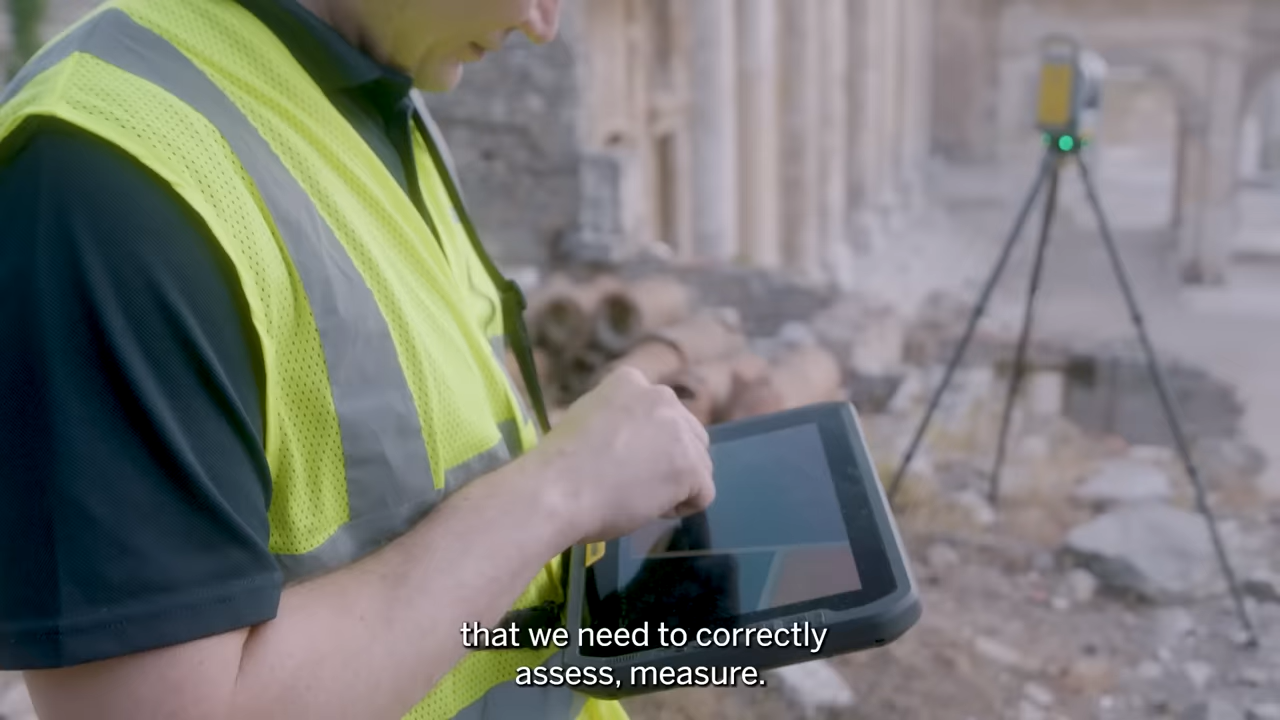 that we need to correctly
assess, measure.